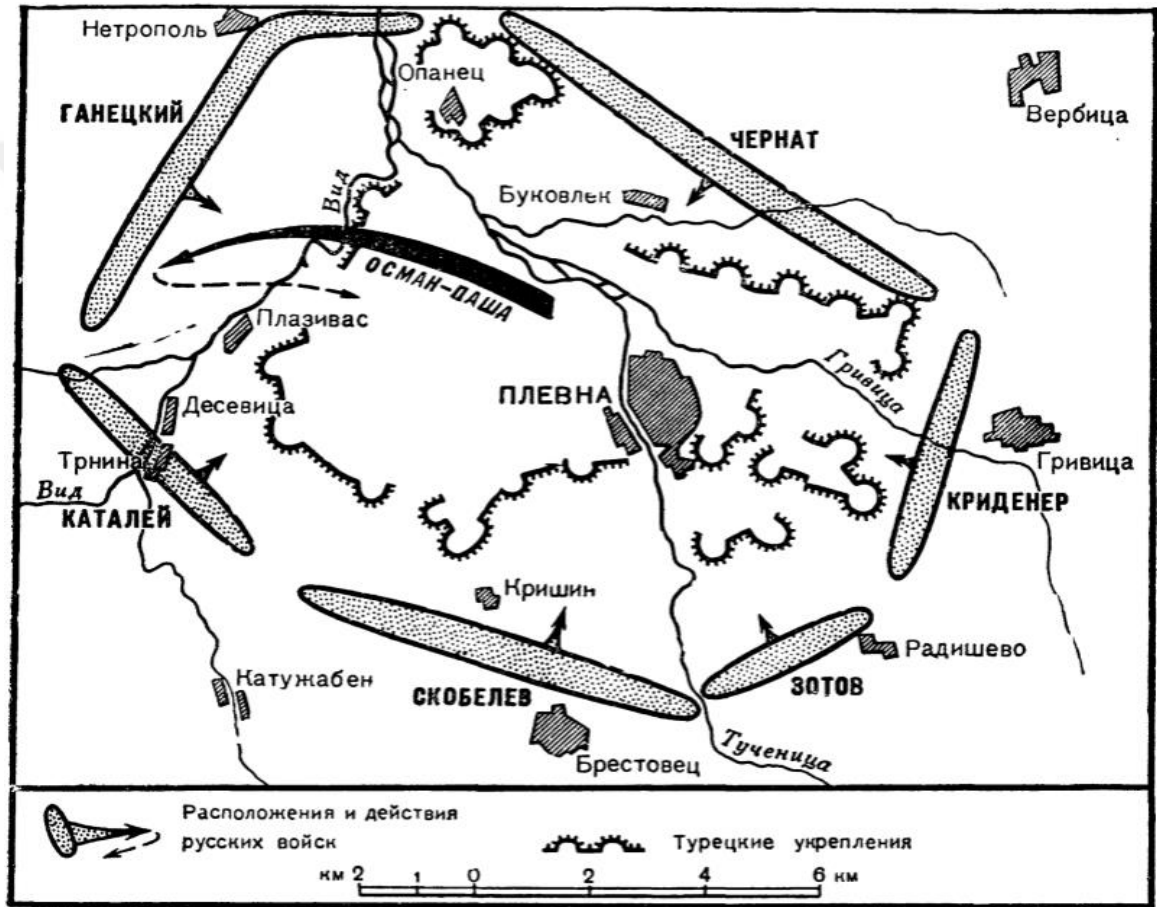 Нетрополь
Опанец
ГАНЕЦКИЙ
Вербица
ЧЕРНАТ
Буковлек
Вид
ОСМАН-ДАША
Плазивас
Гривица
ПЛЕВНА
Десевица
Гривица
Трнина
Вид
КАТАЛЕЙ
КРИДЕНЕР
Кришин
Радишево
Катужабен
СКОБЕЛЕВ
ЗОТОВ
Тученица
Брестовец
Расположения и действия
русских войск
Турецкие укрепления
км 2 1 0 2 4 6 км